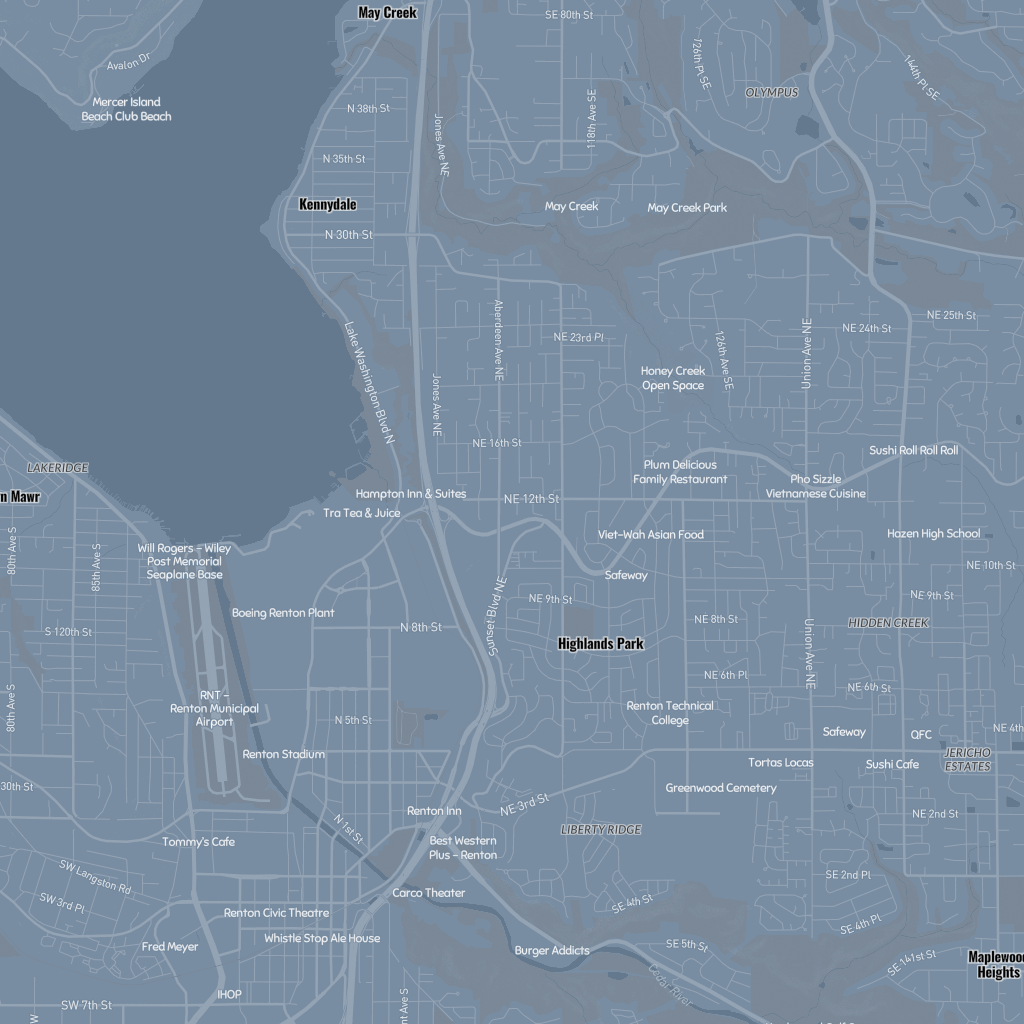 May Creek
SE 80th St
Avalon Dr
126th Pl SE
144th Pl SE
OLYMPUS
Mercer Island
Beach Club Beach
N 38th St
118th Ave SE
Jones Ave NE
N 35th St
Kennydale
May Creek
May Creek Park
N 30th St
Aberdeen Ave NE
NE 25th St
NE 24th St
Lake Washington Blvd N
NE 23rd Pl
Union Ave NE
126th Ave SE
Honey Creek
Open Space
Jones Ave NE
NE 16th St
Sushi Roll Roll Roll
LAKERIDGE
Plum Delicious
Family Restaurant
Pho Sizzle
Vietnamese Cuisine
n Mawr
Hampton Inn & Suites
NE 12th St
Tra Tea & Juice
Viet-Wah Asian Food
Hazen High School
80th Ave S
85th Ave S
Will Rogers – Wiley
Post Memorial
Seaplane Base
NE 10th St
Safeway
NE 9th St
NE 9th St
Boeing Renton Plant
Sunset Blvd NE
NE 8th St
HIDDEN CREEK
N 8th St
S 120th St
Highlands Park
Union Ave NE
NE 6th Pl
NE 6th St
80th Ave S
RNT –
Renton Municipal
Airport
Renton Technical
College
N 5th St
NE 4th
Safeway
QFC
Renton Stadium
JERICHO
ESTATES
Tortas Locas
Sushi Cafe
30th St
Greenwood Cemetery
NE 3rd St
Renton Inn
NE 2nd St
N 1st St
LIBERTY RIDGE
Tommy's Cafe
Best Western
Plus – Renton
SW Langston Rd
SE 2nd Pl
Carco Theater
SW 3rd Pl
SE 4th St
Renton Civic Theatre
SE 4th Pl
Whistle Stop Ale House
Fred Meyer
Burger Addicts
SE 5th St
SE 141st St
Maplewood
Heights
Cedar River
IHOP
SW 7th St
nt Ave S
W